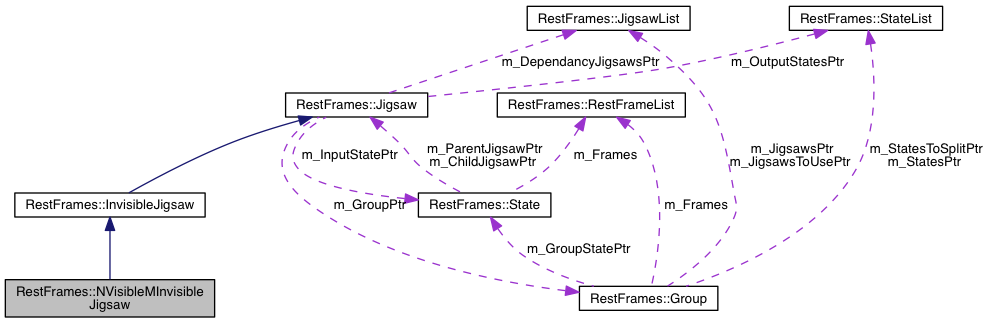 RestFrames::JigsawList
RestFrames::StateList
m_DependancyJigsawsPtr
m_OutputStatesPtr
RestFrames::Jigsaw
RestFrames::RestFrameList
m_InputStatePtr
m_ParentJigsawPtr
m_ChildJigsawPtr
m_Frames
m_JigsawsPtr
m_JigsawsToUsePtr
m_StatesToSplitPtr
m_StatesPtr
RestFrames::InvisibleJigsaw
m_GroupPtr
RestFrames::State
m_Frames
m_GroupStatePtr
RestFrames::NVisibleMInvisible
Jigsaw
RestFrames::Group